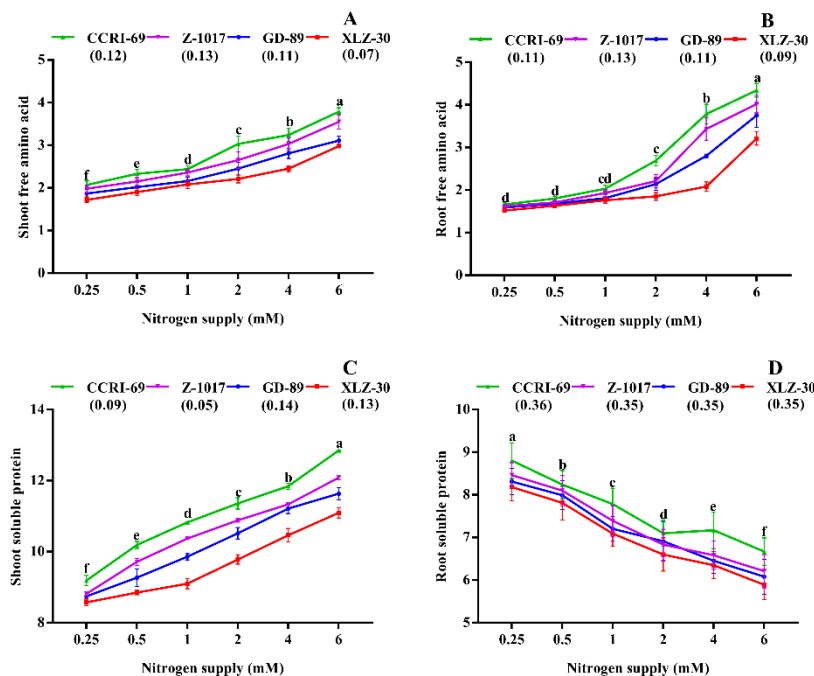 A
CCRI-69 Z-1017 GD-89 XLZ-30
(0.12) (0.13) (0.11) (0.07)
Shoot free amino acid
5
4
3
2
1
0
f e d c b a
0.25 0.5 1 2 4 6
Nitrogen supply (mM)
B
CCRI-69 Z-1017 GD-89 XLZ-30
(0.11) (0.13) (0.11) (0.09)
Root free amino acid
5
4
3
2
1
0
d d cd c b a
0.25 0.5 1 2 4 6
Nitrogen supply (mM)
C
CCRI-69 Z-1017 GD-89 XLZ-30
(0.09) (0.05) (0.14) (0.13)
Shoot soluble protein
14
12
10
8
f e d c b a
0.25 0.5 1 2 4 6
Nitrogen supply (mM)
D
CCRI-69 Z-1017 GD-89 XLZ-30
(0.36) (0.35) (0.35) (0.35)
Root soluble protein
10
9
8
7
6
5
a b c d e f
0.25 0.5 1 2 4 6
Nitrogen supply (mM)